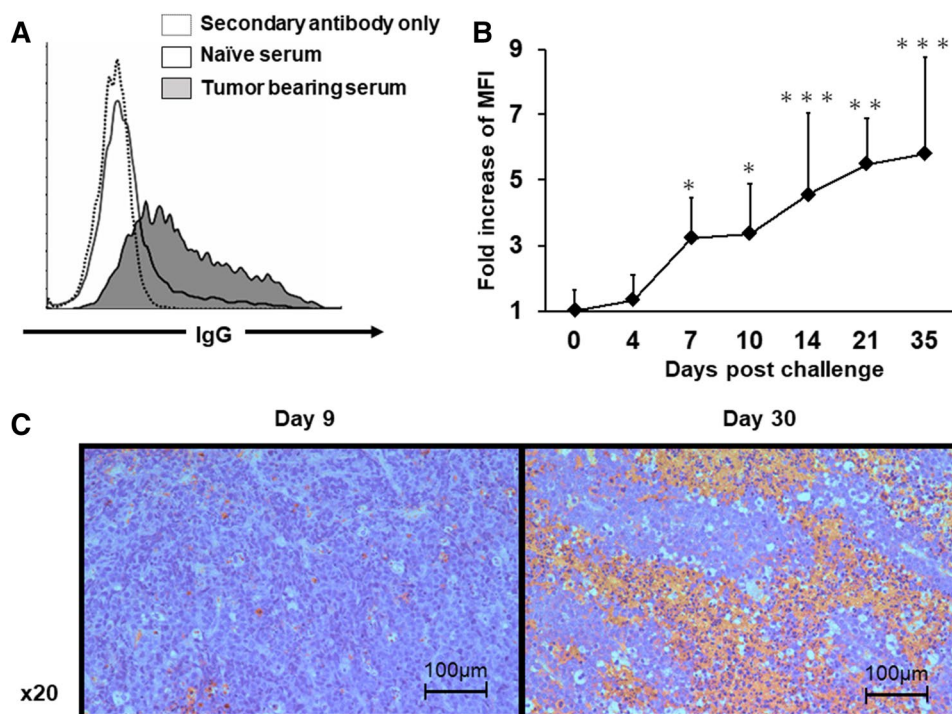 A
Secondary antibody only
Naïve serum
Tumor bearing serum
IgG
B
Fold increase of MFI
9
7
5
3
1
* * * * * * * * * *
0 4 7 10 14 21 35
Days post challenge
C
Day 9 Day 30
x20
100µm 100µm